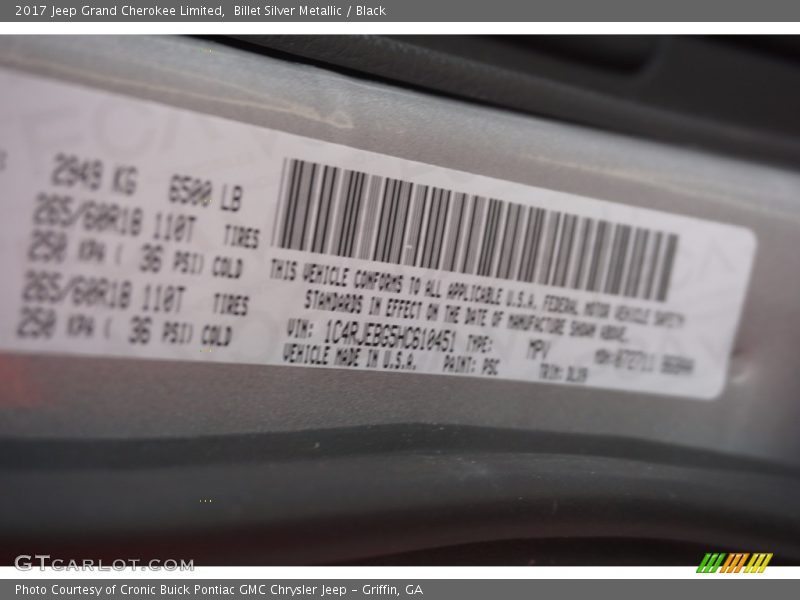 2017 Jeep Grand Cherokee Limited,  Billet Silver Metallic / Black
2949 KG 6500 LB
265/60R18 110T TIRES
250 KPA ( 36 PSI) COLD
265/60R18 110T TIRES
250 KPA ( 36 PSI) COLD
THIS VEHICLE CONFORMS TO ALL APPLICABLE U.S.A. FEDERAL MOTOR VEHICLE SAFETY
STANDARDS IN EFFECT ON THE DATE OF MANUFACTURE SHOWN ABOVE.
VIN: 1C4RJEBG5HC610451 TYPE: MPV
VEHICLE MADE IN U.S.A. PAINT: PSC TRIM:
GTCARLOT.COM
Photo Courtesy of Cronic Buick Pontiac GMC Chrysler Jeep - Griffin, GA